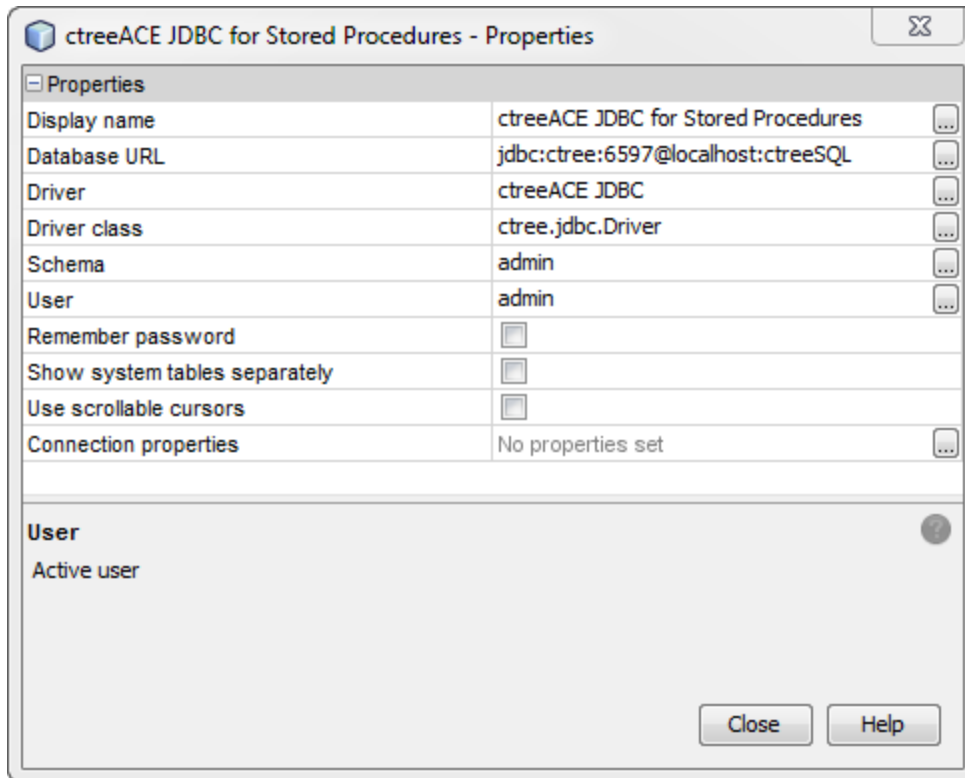 ctreeACE JDBC for Stored Procedures - Properties
Properties
Display name ctreeACE JDBC for Stored Procedures ...
Database URL jdbc:ctree:6597@localhost:ctreeSQL ...
Driver ctreeACE JDBC ...
Driver class ctree.jdbc.Driver ...
Schema admin ...
User admin ...
Remember password
Show system tables separately
Use scrollable cursors
Connection properties No properties set ...
User ?
Active user
Close Help